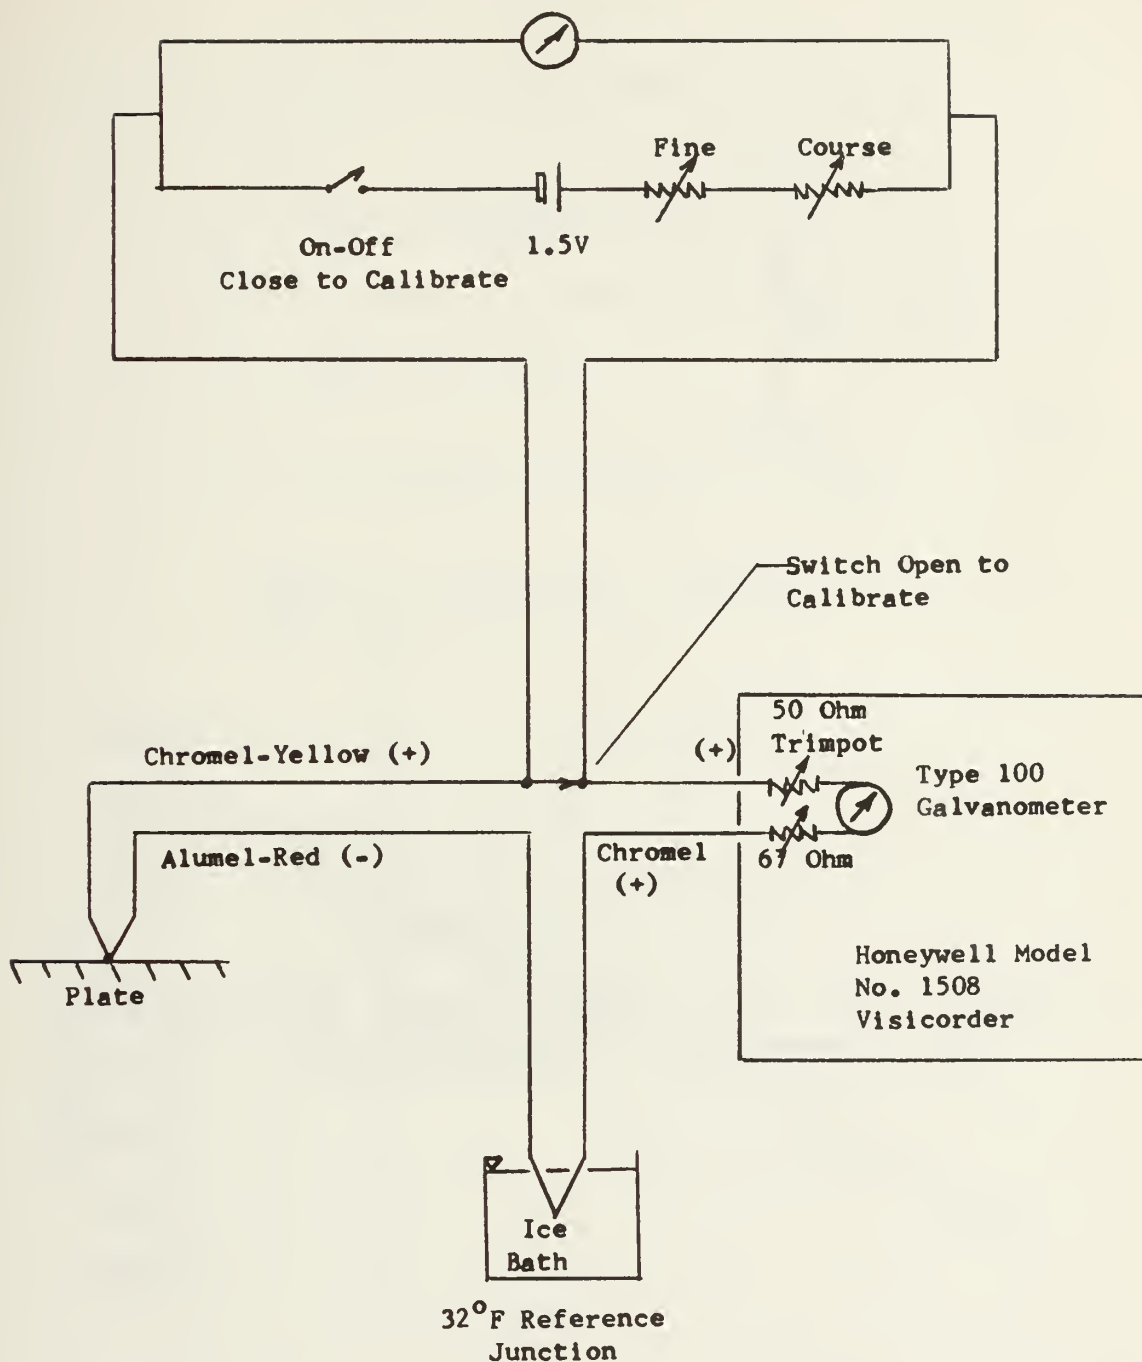 Fine
Course
On-Off
1.5V
Close to Calibrate
Switch Open to
Calibrate
50 Ohm
Trimpot
Chromel-Yellow (+)
(+)
Type 100
Galvanometer
Alumel-Red (-)
Chromel
(+)
67 Ohm
Plate
Honeywell Model
No. 1508
Visicorder
Ice
Bath
32°F Reference
Junction